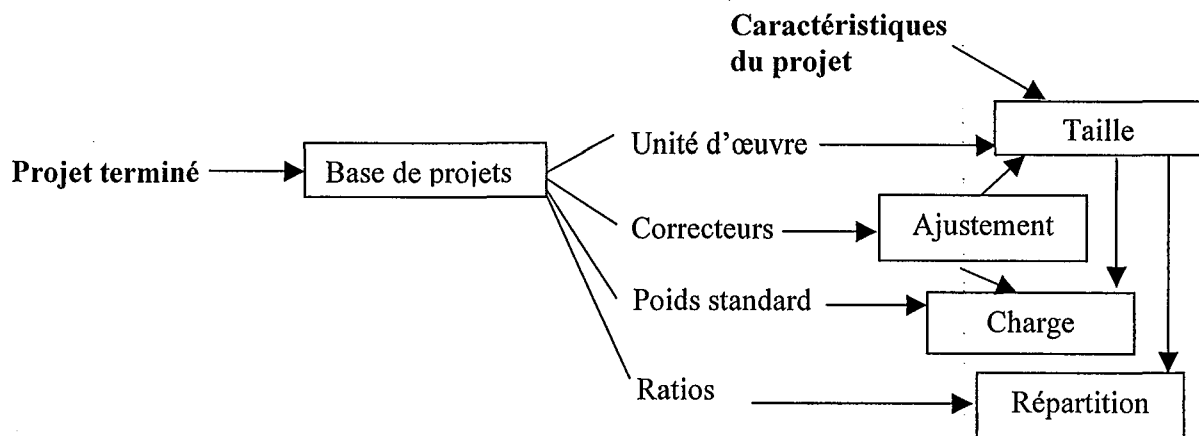 Caractéristiques
du projet
Taille
Unité d'œuvre
Projet terminé
Base de projets
Correcteurs
Ajustement
Poids standard
Charge
Ratios
Répartition